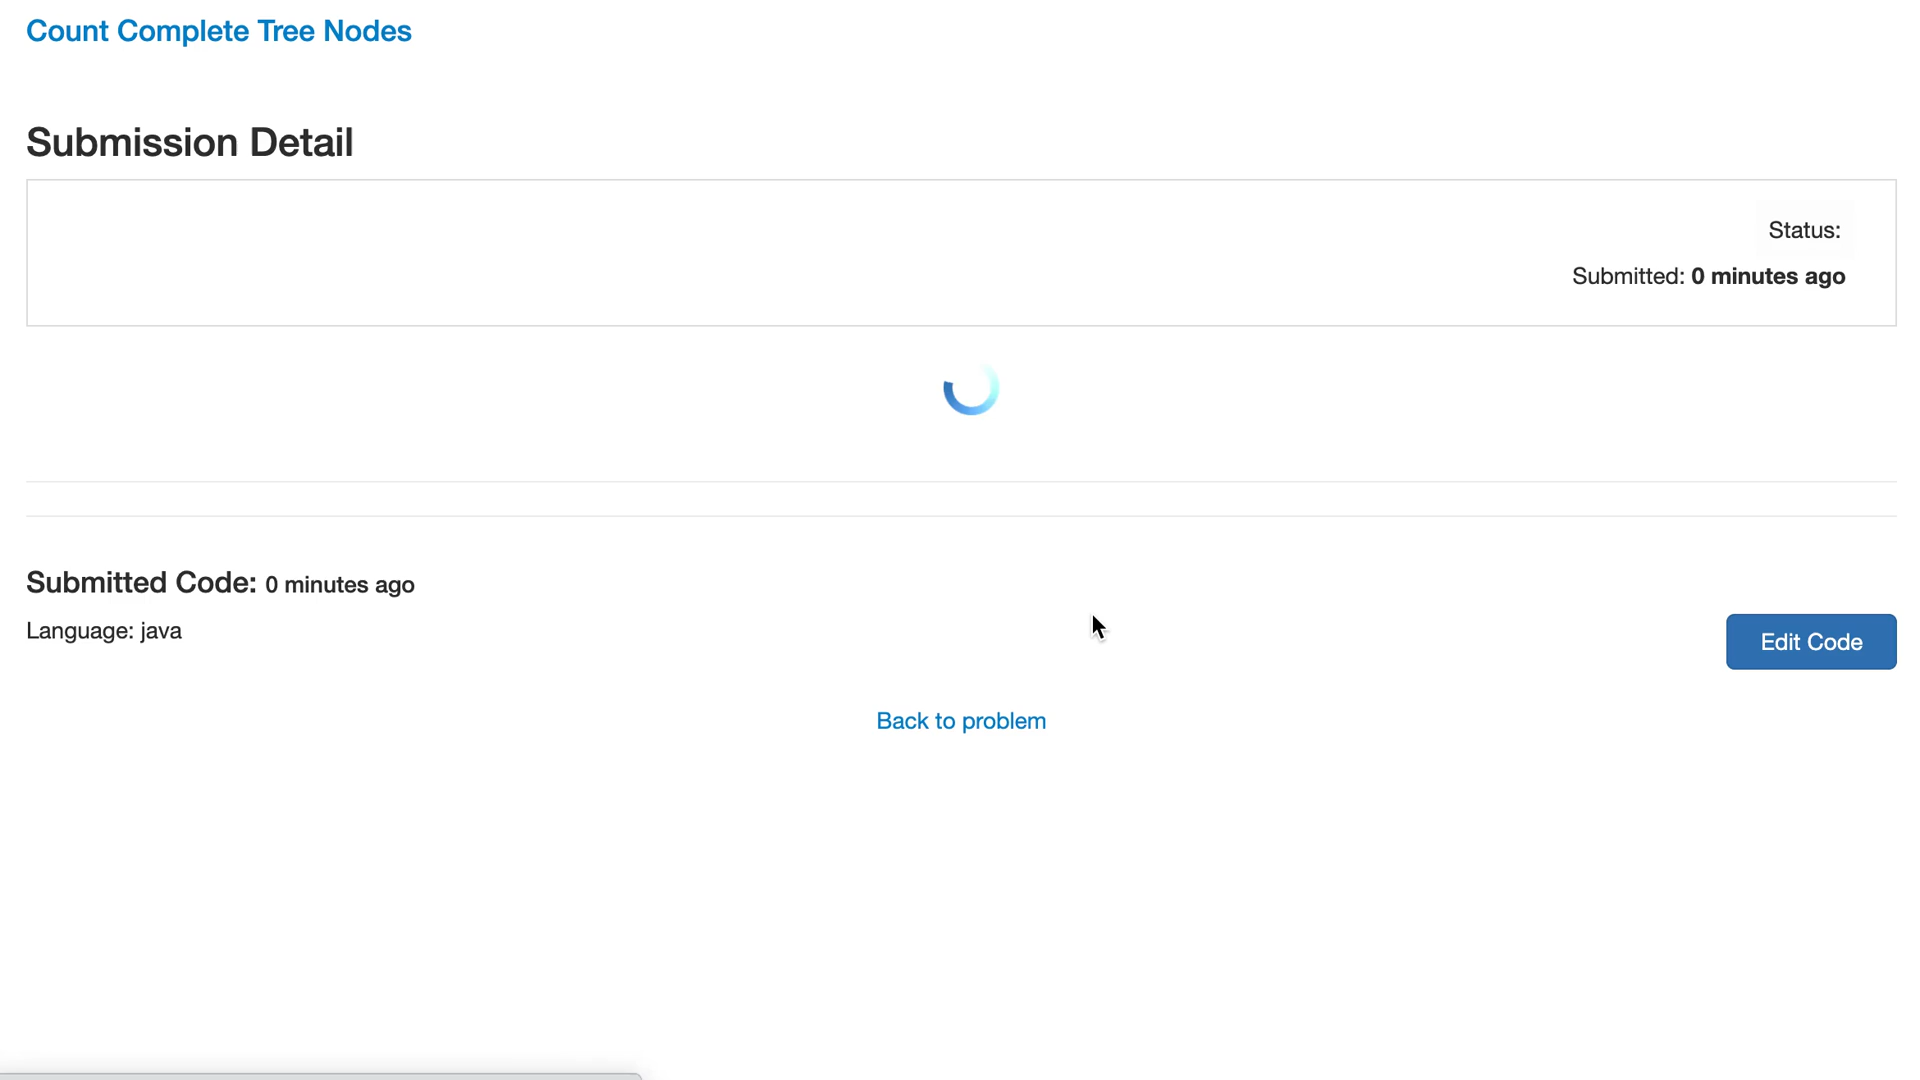 Count Complete Tree Nodes
Submission Detail
Status:
Submitted: 0 minutes ago
Submitted Code: 0 minutes ago
Language: java
Edit Code
Back to problem